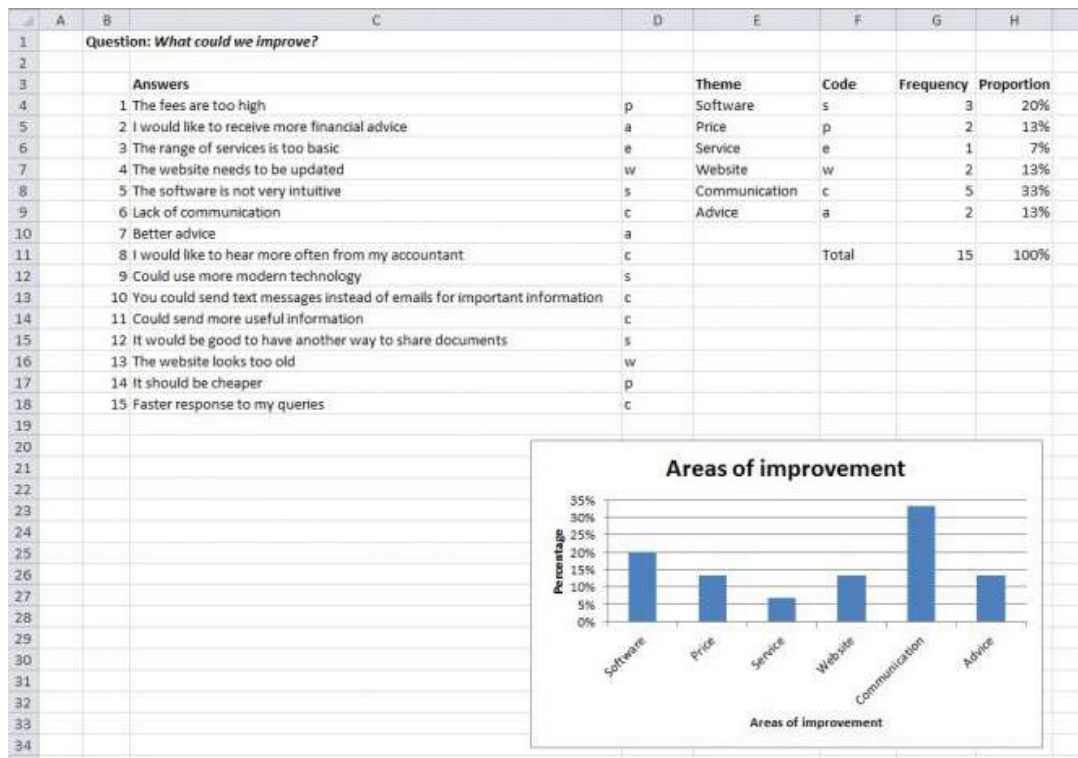 A B C D E F G H
1 Question: What could we improve?
2
3 Answers Theme Code Frequency Proportion
4 1 The fees are too high p Software s 3 20%
5 2 I would like to receive more financial advice a Price p 2 13%
6 3 The range of services is too basic e Service e 1 7%
7 4 The website needs to be updated w Website w 2 13%
8 5 The software is not very intuitive s Communication c 5 33%
9 6 Lack of communication c Advice a 2 13%
10 7 Better advice a
11 8 I would like to hear more often from my accountant c Total 15 100%
12 9 Could use more modern technology s
13 10 You could send text messages instead of emails for important information c
14 11 Could send more useful information c
15 12 It would be good to have another way to share documents s
16 13 The website looks too old w
17 14 It should be cheaper p
18 15 Faster response to my queries c
19
20
21
22
23
24
25
26
27
28
29
30
31
32
33
34
Areas of improvement
Percentage
35%
30%
25%
20%
15%
10%
5%
0%
Software Price Service Website Communication Advice
Areas of improvement